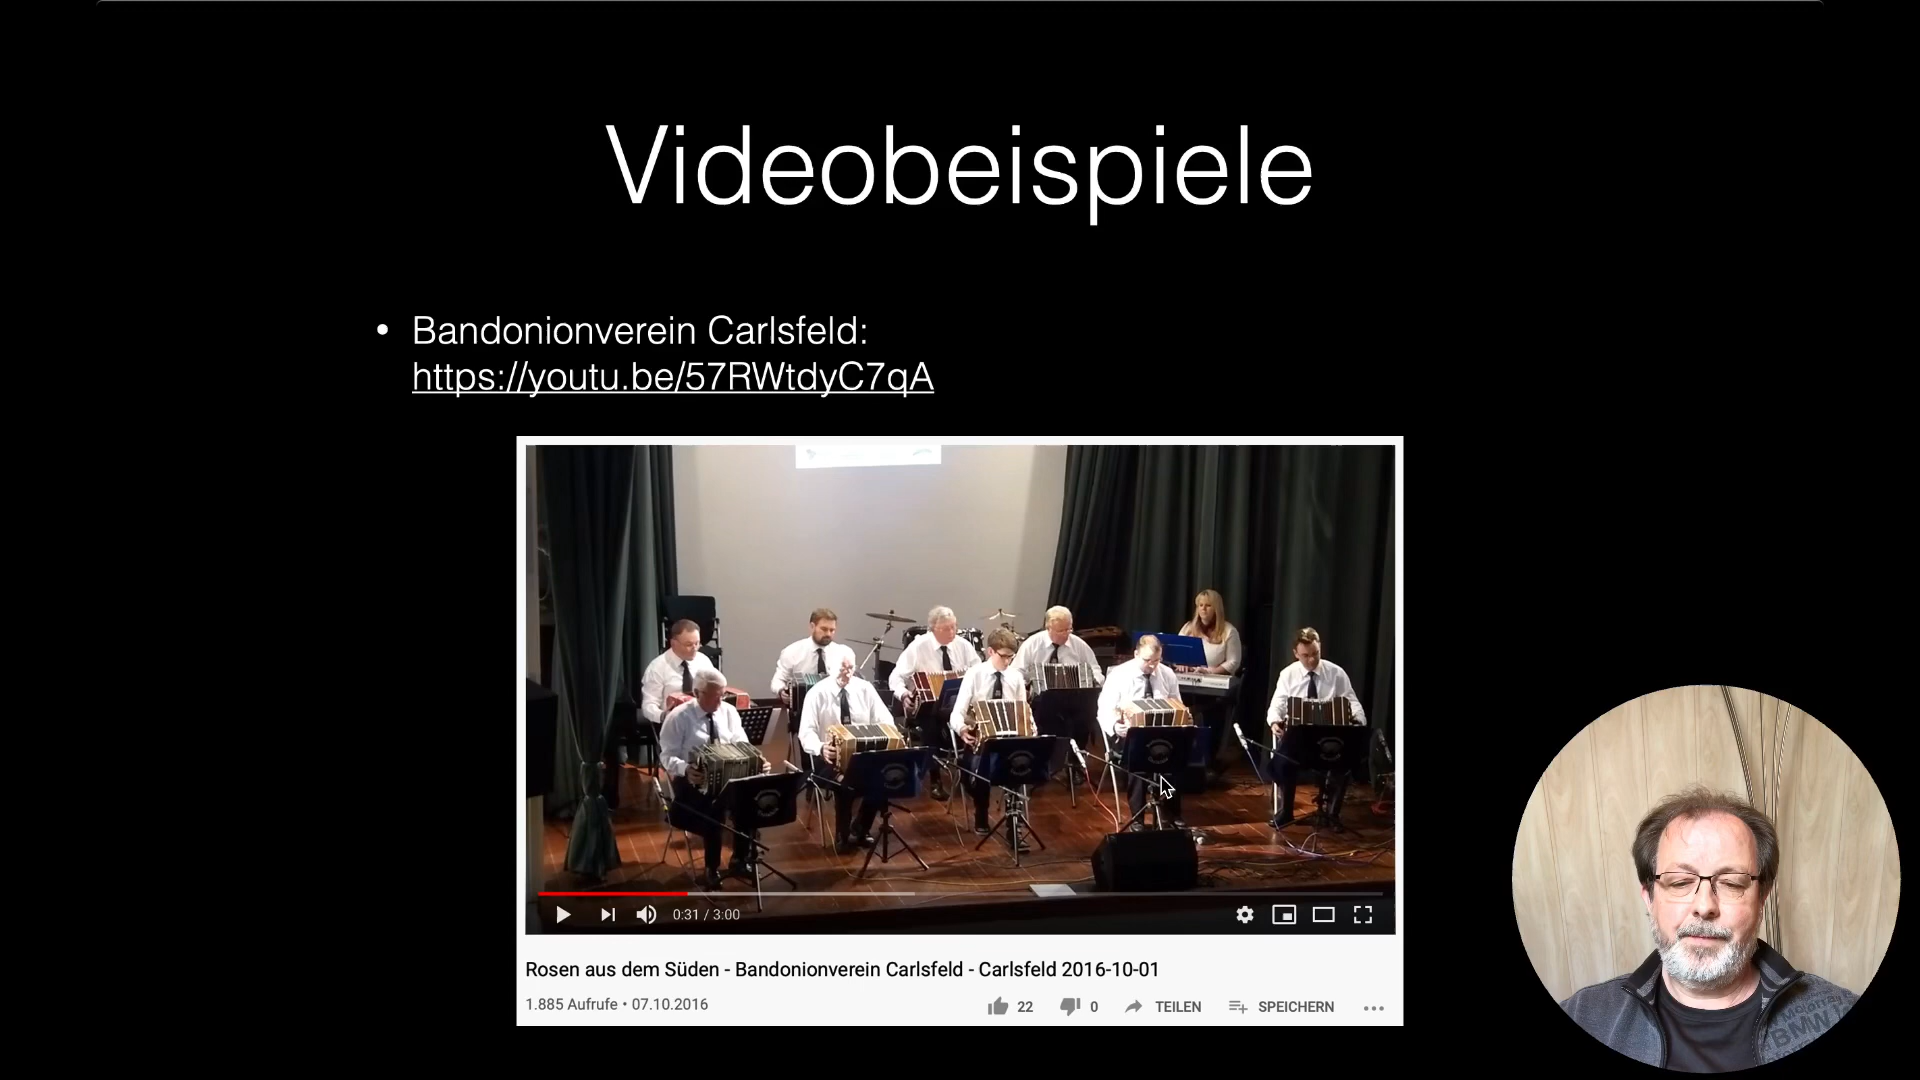 Videobeispiele
• Bandonionverein Carlsfeld:
https://youtu.be/57RWtdyC7qA
0:31 / 3:00
Rosen aus dem Süden - Bandonionverein Carlsfeld - Carlsfeld 2016-10-01
1.885 Aufrufe • 07.10.2016
22
0
TEILEN
SPEICHERN
BMW